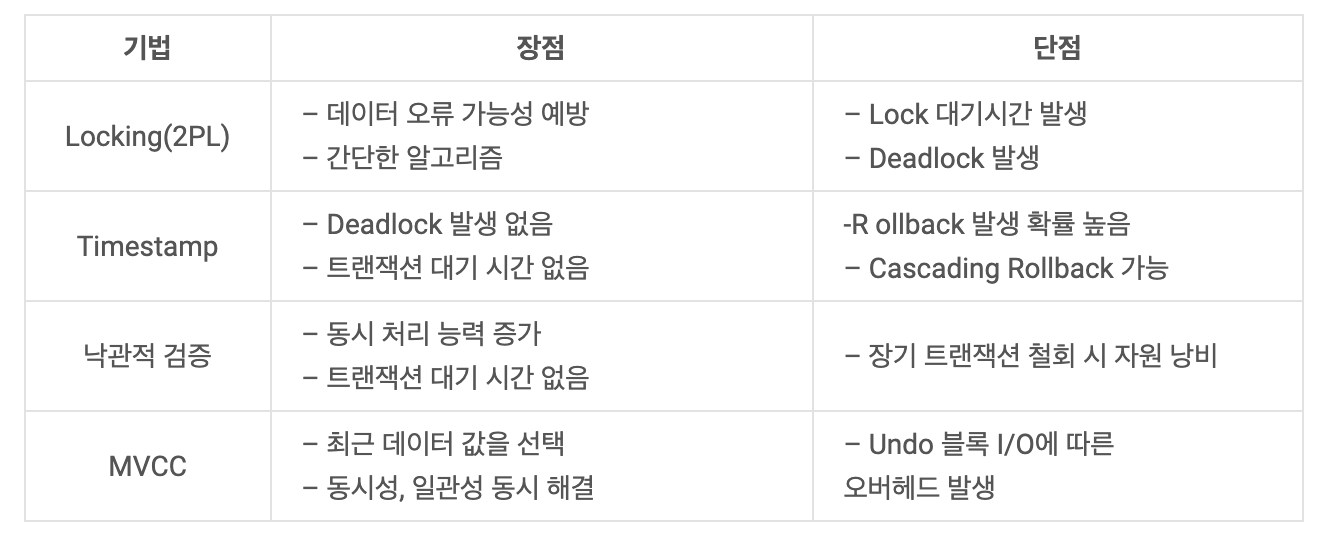 기법 장점 단점
Locking(2PL)
– 데이터 오류 가능성 예방
– 간단한 알고리즘
– Lock 대기시간 발생
– Deadlock 발생
Timestamp
– Deadlock 발생 없음
– 트랜잭션 대기 시간 없음
-R ollback 발생 확률 높음
– Cascading Rollback 가능
낙관적 검증
– 동시 처리 능력 증가
– 트랜잭션 대기 시간 없음
– 장기 트랜잭션 철회 시 자원 낭비
MVCC
– 최근 데이터 값을 선택
– 동시성, 일관성 동시 해결
– Undo 블록 I/O에 따른
오버헤드 발생